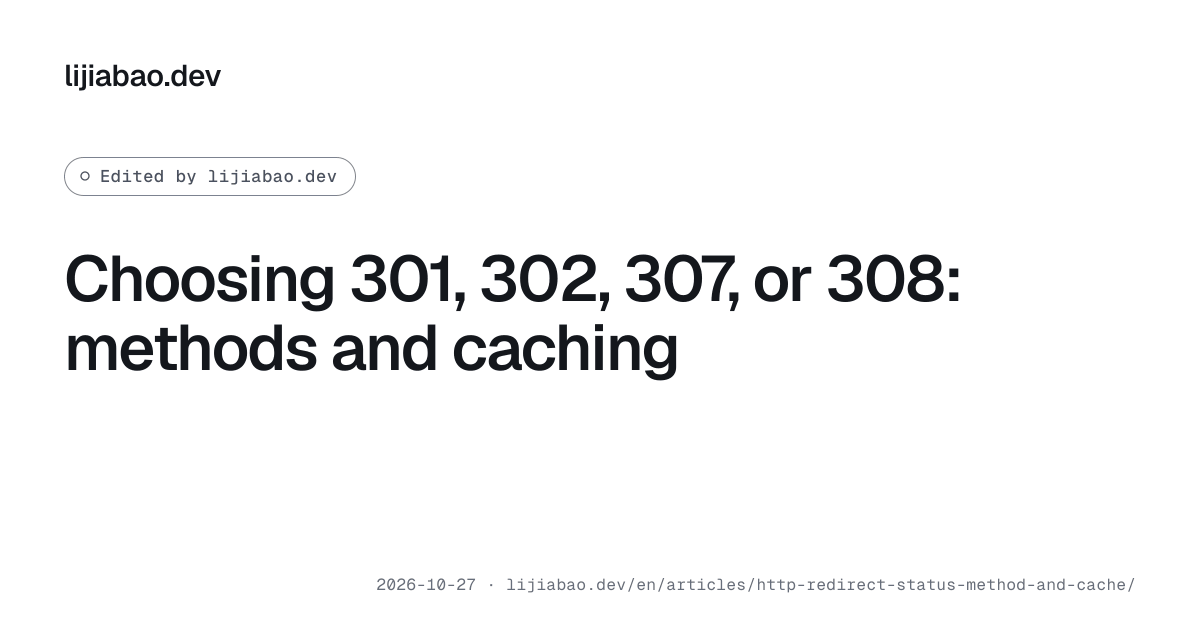 lijiabao.dev
Edited by lijiabao.dev
Choosing 301, 302, 307, or 308:
methods and caching
2026-10-27 · lijiabao.dev/en/articles/http-redirect-status-method-and-cache/